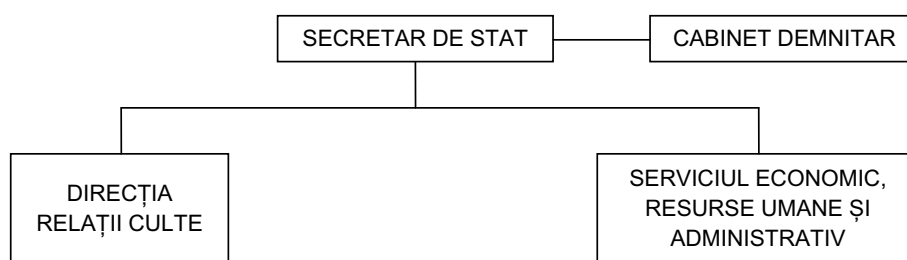 SECRETAR DE STAT
CABINET DEMNITAR
DIRECȚIA
RELAȚII CULTE
SERVICIUL ECONOMIC,
RESURSE UMANE ȘI
ADMINISTRATIV